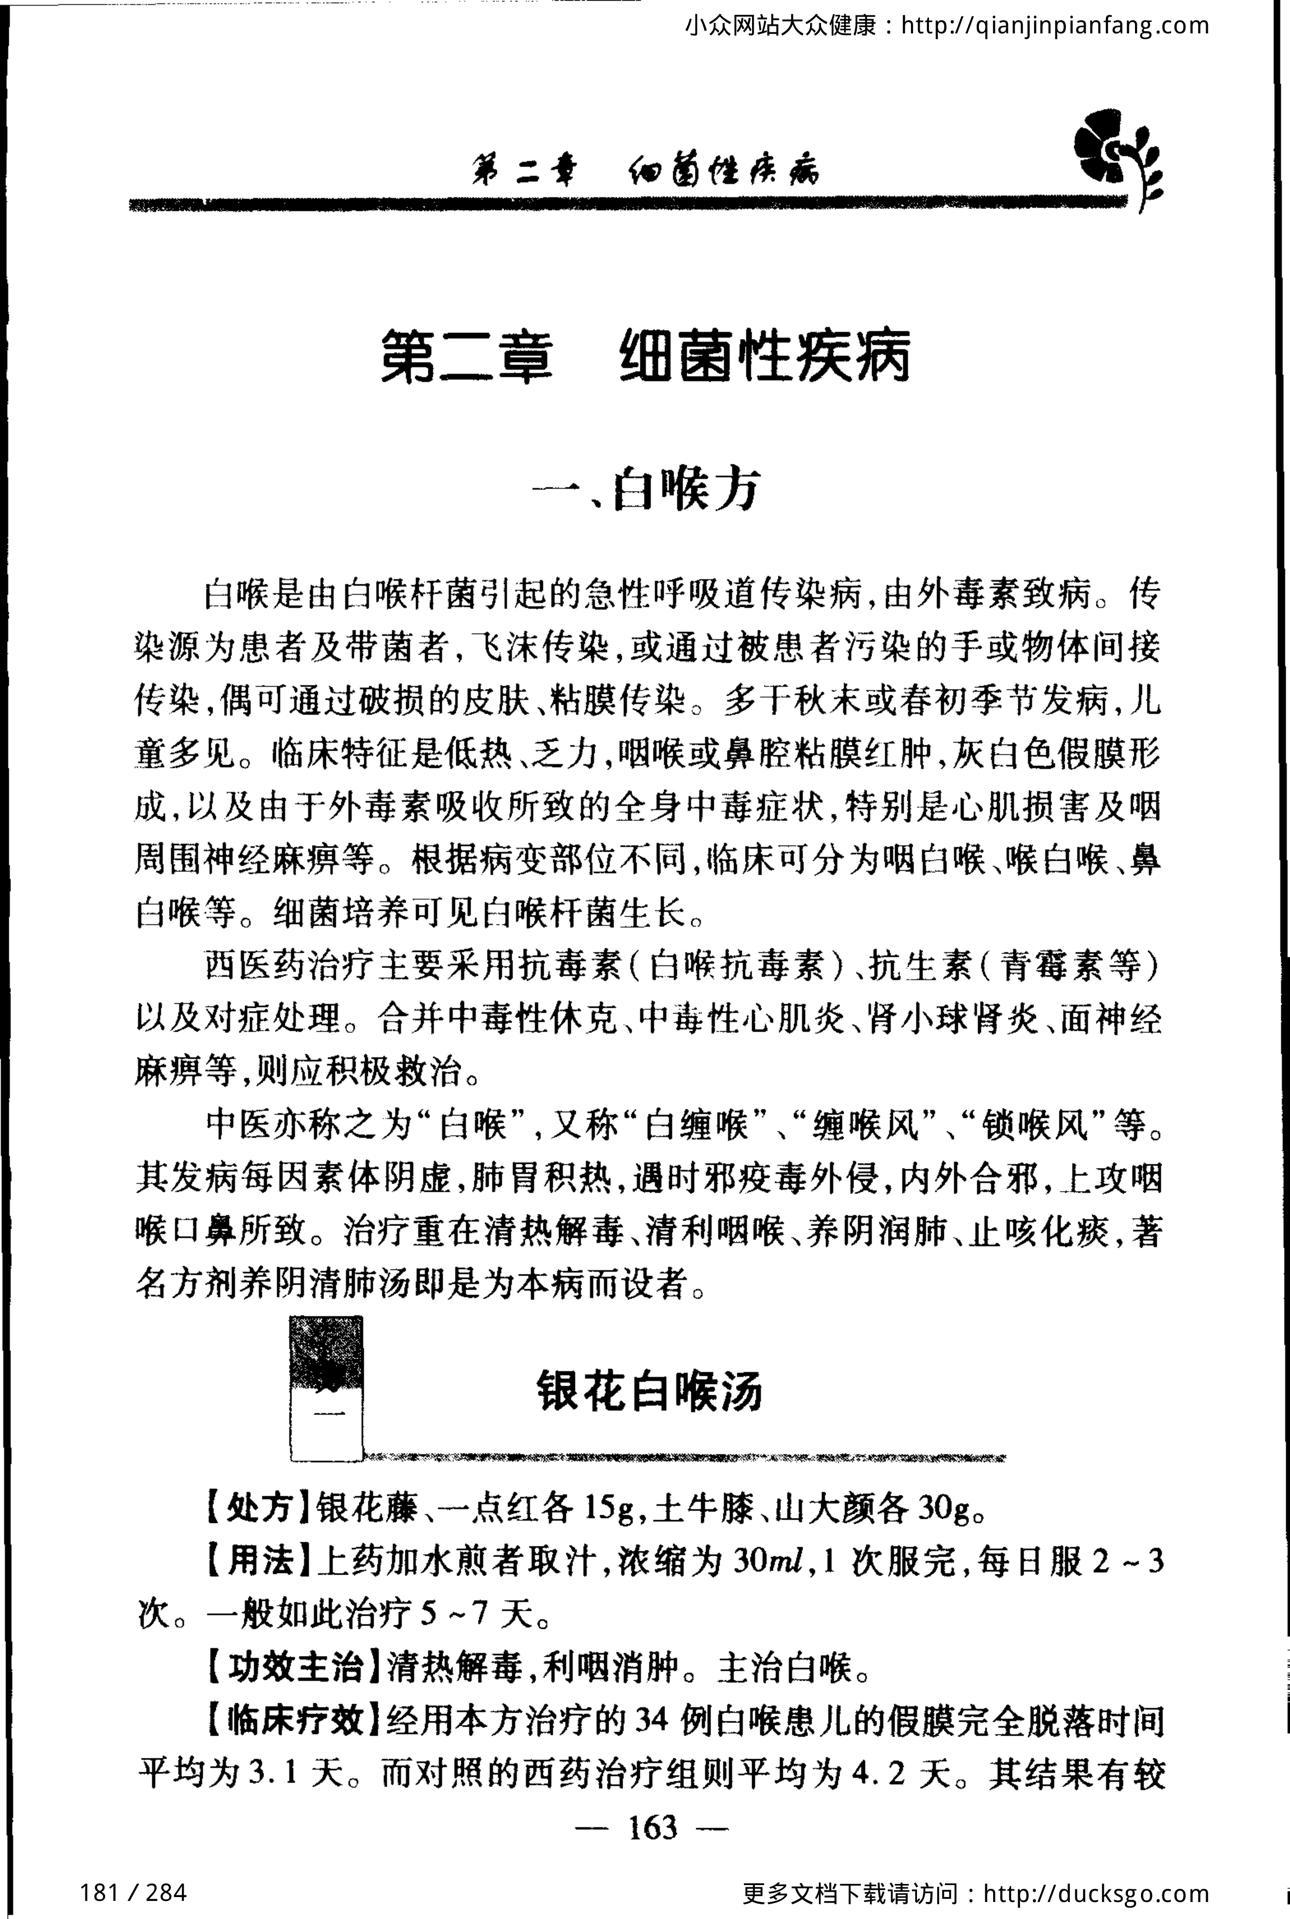 小众网站大众健康：http://qianjinpianfang.com
第二章 细菌性疾病
第二章 细菌性疾病
一、白喉方
白喉是由白喉杆菌引起的急性呼吸道传染病,由外毒素致病。传
染源为患者及带菌者,飞沫传染,或通过被患者污染的手或物体间接
传染,偶可通过破损的皮肤、粘膜传染。多于秋末或春初季节发病,儿
童多见。临床特征是低热、乏力,咽喉或鼻腔粘膜红肿,灰白色假膜形
成,以及由于外毒素吸收所致的全身中毒症状,特别是心肌损害及咽
周围神经麻痹等。根据病变部位不同,临床可分为咽白喉、喉白喉、鼻
白喉等。细菌培养可见白喉杆菌生长。
西医药治疗主要采用抗毒素(白喉抗毒素)、抗生素(青霉素等)
以及对症处理。合并中毒性休克、中毒性心肌炎、肾小球肾炎、面神经
麻痹等,则应积极救治。
中医亦称之为“白喉”,又称“白缠喉”、“缠喉风”、“锁喉风”等。
其发病每因素体阴虚,肺胃积热,遇时邪疫毒外侵,内外合邪,上攻咽
喉口鼻所致。治疗重在清热解毒、清利咽喉、养阴润肺、止咳化痰,著
名方剂养阴清肺汤即是为本病而设者。
一
银花白喉汤
【处方】银花藤、一点红各 15g,土牛膝、山大颜各 30g。
【用法】上药加水煎者取汁,浓缩为 30ml,1 次服完,每日服 2 ~ 3
次。一般如此治疗 5 ~ 7 天。
【功效主治】清热解毒,利咽消肿。主治白喉。
【临床疗效】经用本方治疗的 34 例白喉患儿的假膜完全脱落时间
平均为 3.1 天。而对照的西药治疗组则平均为 4.2 天。其结果有较
— 163 —
181 / 284
更多文档下载请访问：http://ducksgo.com